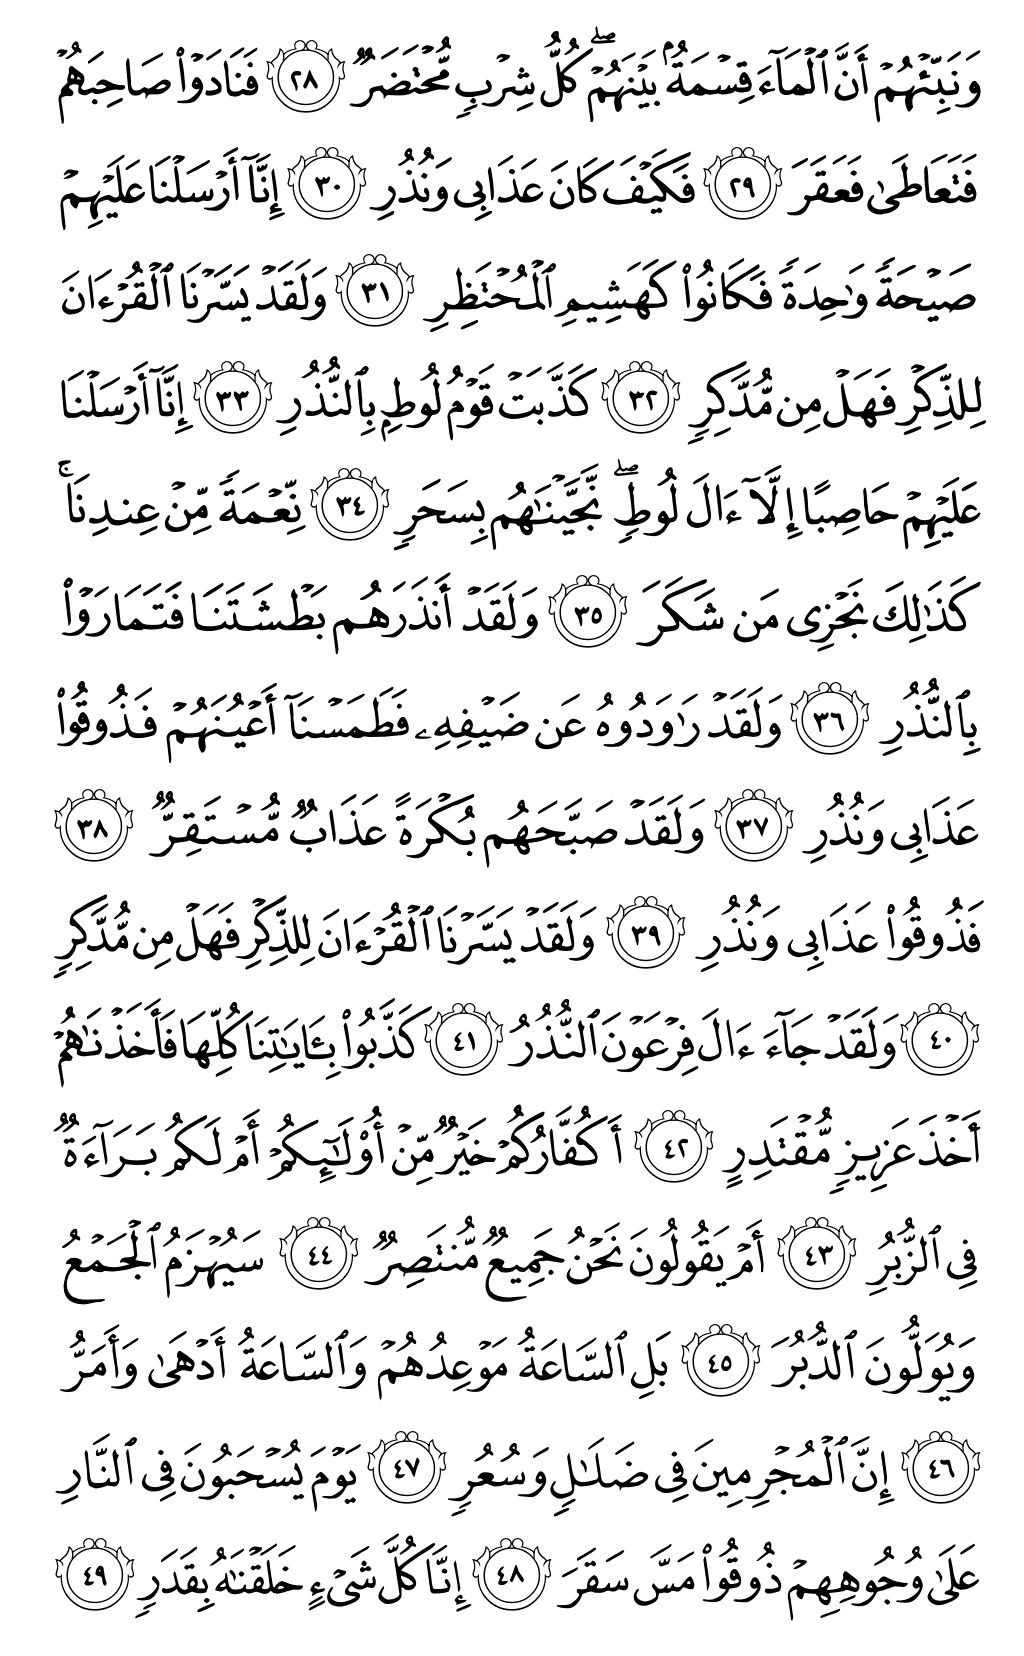 وَنَبِّئْهُمْ أَنَّ ٱلْمَآءَ قِسْمَةٌۢ بَيْنَهُمْ ۖ كُلُّ شِرْبٍ مُّحْتَضَرٌ ٢٨ فَنَادَوْا۟ صَاحِبَهُمْ
فَتَعَاطَىٰ فَعَقَرَ ٢٩ فَكَيْفَ كَانَ عَذَابِى وَنُذُرِ ٣٠ إِنَّآ أَرْسَلْنَا عَلَيْهِمْ
صَيْحَةً وَٰحِدَةً فَكَانُوا۟ كَهَشِيمِ ٱلْمُحْتَظِرِ ٣١ وَلَقَدْ يَسَّرْنَا ٱلْقُرْءَانَ
لِلذِّكْرِ فَهَلْ مِن مُّدَّكِرٍ ٣٢ كَذَّبَتْ قَوْمُ لُوطٍۭ بِٱلنُّذُرِ ٣٣ إِنَّآ أَرْسَلْنَا
عَلَيْهِمْ حَاصِبًا إِلَّآ ءَالَ لُوطٍ ۖ نَّجَّيْنَٰهُم بِسَحَرٍ ٣٤ نِّعْمَةً مِّنْ عِندِنَا ۚ
كَذَٰلِكَ نَجْزِى مَن شَكَرَ ٣٥ وَلَقَدْ أَنذَرَهُم بَطْشَتَنَا فَتَمَارَوْا۟
بِٱلنُّذُرِ ٣٦ وَلَقَدْ رَٰوَدُوهُ عَن ضَيْفِهِۦ فَطَمَسْنَآ أَعْيُنَهُمْ فَذُوقُوا۟
عَذَابِى وَنُذُرِ ٣٧ وَلَقَدْ صَبَّحَهُم بُكْرَةً عَذَابٌ مُّسْتَقِرٌّ ٣٨
فَذُوقُوا۟ عَذَابِى وَنُذُرِ ٣٩ وَلَقَدْ يَسَّرْنَا ٱلْقُرْءَانَ لِلذِّكْرِ فَهَلْ مِن مُّدَّكِرٍ
٤٠ وَلَقَدْ جَآءَ ءَالَ فِرْعَوْنَ ٱلنُّذُرُ ٤١ كَذَّبُوا۟ بِـَٔايَٰتِنَا كُلِّهَا فَأَخَذْنَٰهُمْ
أَخْذَ عَزِيزٍ مُّقْتَدِرٍ ٤٢ أَكُفَّارُكُمْ خَيْرٌ مِّنْ أُو۟لَٰٓئِكُمْ أَمْ لَكُم بَرَآءَةٌ
فِى ٱلزُّبُرِ ٤٣ أَمْ يَقُولُونَ نَحْنُ جَمِيعٌ مُّنتَصِرٌ ٤٤ سَيُهْزَمُ ٱلْجَمْعُ
وَيُوَلُّونَ ٱلدُّبُرَ ٤٥ بَلِ ٱلسَّاعَةُ مَوْعِدُهُمْ وَٱلسَّاعَةُ أَدْهَىٰ وَأَمَرُّ
٤٦ إِنَّ ٱلْمُجْرِمِينَ فِى ضَلَٰلٍ وَسُعُرٍ ٤٧ يَوْمَ يُسْحَبُونَ فِى ٱلنَّارِ
عَلَىٰ وُجُوهِهِمْ ذُوقُوا۟ مَسَّ سَقَرَ ٤٨ إِنَّا كُلَّ شَىْءٍ خَلَقْنَٰهُ بِقَدَرٍ ٤٩